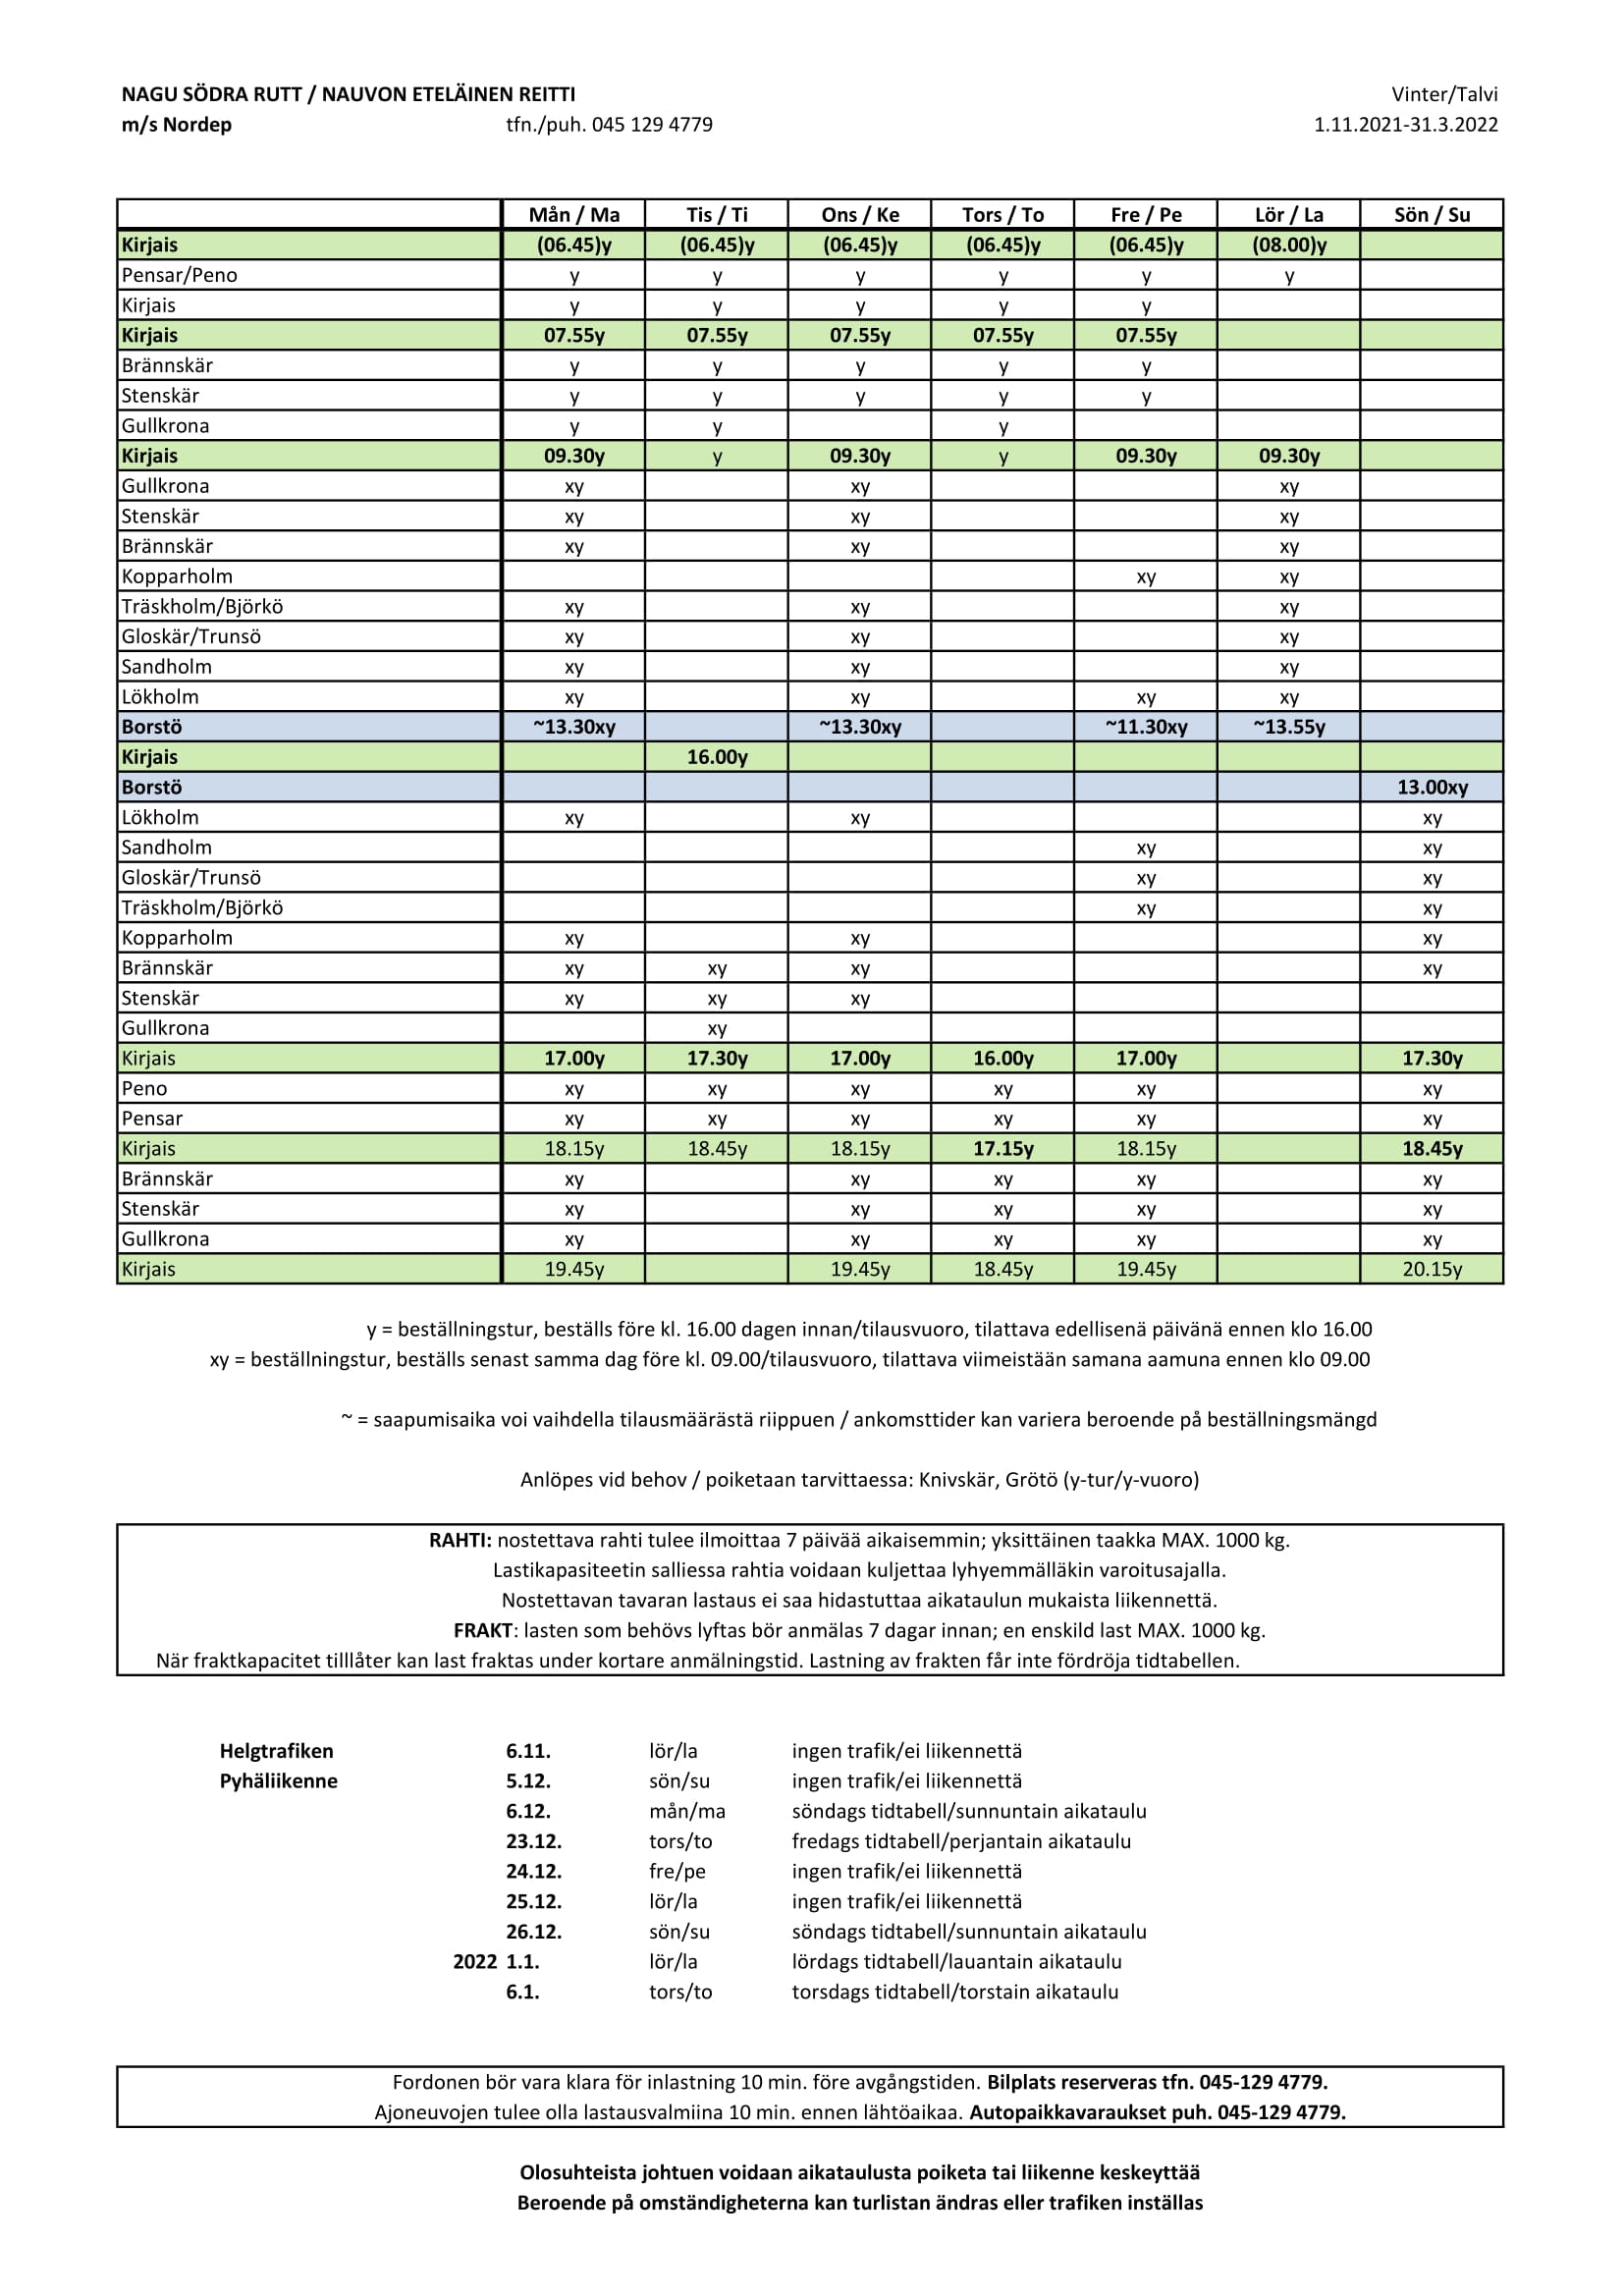 NAGU SÖDRA RUTT / NAUVON ETELÄINEN REITTI Vinter/Talvi
m/s Nordep tfn./puh. 045 129 4779 1.11.2021-31.3.2022
Mån / Ma Tis / Ti Ons / Ke Tors / To Fre / Pe Lör / La Sön / Su
Kirjais (06.45)y (06.45)y (06.45)y (06.45)y (06.45)y (08.00)y
Pensar/Peno y y y y y y
Kirjais y y y y y
Kirjais 07.55y 07.55y 07.55y 07.55y 07.55y
Brännskär y y y y y
Stenskär y y y y y
Gullkrona y y y
Kirjais 09.30y y 09.30y y 09.30y 09.30y
Gullkrona xy xy xy
Stenskär xy xy xy
Brännskär xy xy xy
Kopparholm xy xy
Träskholm/Björkö xy xy xy
Gloskär/Trunsö xy xy xy
Sandholm xy xy xy
Lökholm xy xy xy xy
Borstö ~13.30xy ~13.30xy ~11.30xy ~13.55y
Kirjais 16.00y
Borstö 13.00xy
Lökholm xy xy xy
Sandholm xy xy
Gloskär/Trunsö xy xy
Träskholm/Björkö xy xy
Kopparholm xy xy xy
Brännskär xy xy xy xy
Stenskär xy xy xy
Gullkrona xy
Kirjais 17.00y 17.30y 17.00y 16.00y 17.00y 17.30y
Peno xy xy xy xy xy xy
Pensar xy xy xy xy xy xy
Kirjais 18.15y 18.45y 18.15y 17.15y 18.15y 18.45y
Brännskär xy xy xy xy xy
Stenskär xy xy xy xy xy
Gullkrona xy xy xy xy xy
Kirjais 19.45y 19.45y 18.45y 19.45y 20.15y
y = beställningstur, beställs före kl. 16.00 dagen innan/tilausvuoro, tilattava edellisenä päivänä ennen klo 16.00
xy = beställningstur, beställs senast samma dag före kl. 09.00/tilausvuoro, tilattava viimeistään samana aamuna ennen klo 09.00
~ = saapumisaika voi vaihdella tilausmäärästä riippuen / ankomsttider kan variera beroende på beställningsmängd
Anlöpes vid behov / poiketaan tarvittaessa: Knivskär, Grötö (y-tur/y-vuoro)
RAHTI: nostettava rahti tulee ilmoittaa 7 päivää aikaisemmin; yksittäinen taakka MAX. 1000 kg.
Lastikapasiteetin salliessa rahtia voidaan kuljettaa lyhyemmälläkin varoitusajalla.
Nostettavan tavaran lastaus ei saa hidastuttaa aikataulun mukaista liikennettä.
FRAKT: lasten som behövs lyftas bör anmälas 7 dagar innan; en enskild last MAX. 1000 kg.
När fraktkapacitet tilllåter kan last fraktas under kortare anmälningstid. Lastning av frakten får inte fördröja tidtabellen.
Helgtrafiken 6.11. lör/la ingen trafik/ei liikennettä
Pyhäliikenne 5.12. sön/su ingen trafik/ei liikennettä
6.12. mån/ma söndags tidtabell/sunnuntain aikataulu
23.12. tors/to fredags tidtabell/perjantain aikataulu
24.12. fre/pe ingen trafik/ei liikennettä
25.12. lör/la ingen trafik/ei liikennettä
26.12. sön/su söndags tidtabell/sunnuntain aikataulu
2022 1.1. lör/la lördags tidtabell/lauantain aikataulu
6.1. tors/to torsdags tidtabell/torstain aikataulu
Fordonen bör vara klara för inlastning 10 min. före avgångstiden. Bilplats reserveras tfn. 045-129 4779.
Ajoneuvojen tulee olla lastausvalmiina 10 min. ennen lähtöaikaa. Autopaikkavaraukset puh. 045-129 4779.
Olosuhteista johtuen voidaan aikataulusta poiketa tai liikenne keskeyttää
Beroende på omständigheterna kan turlistan ändras eller trafiken inställas